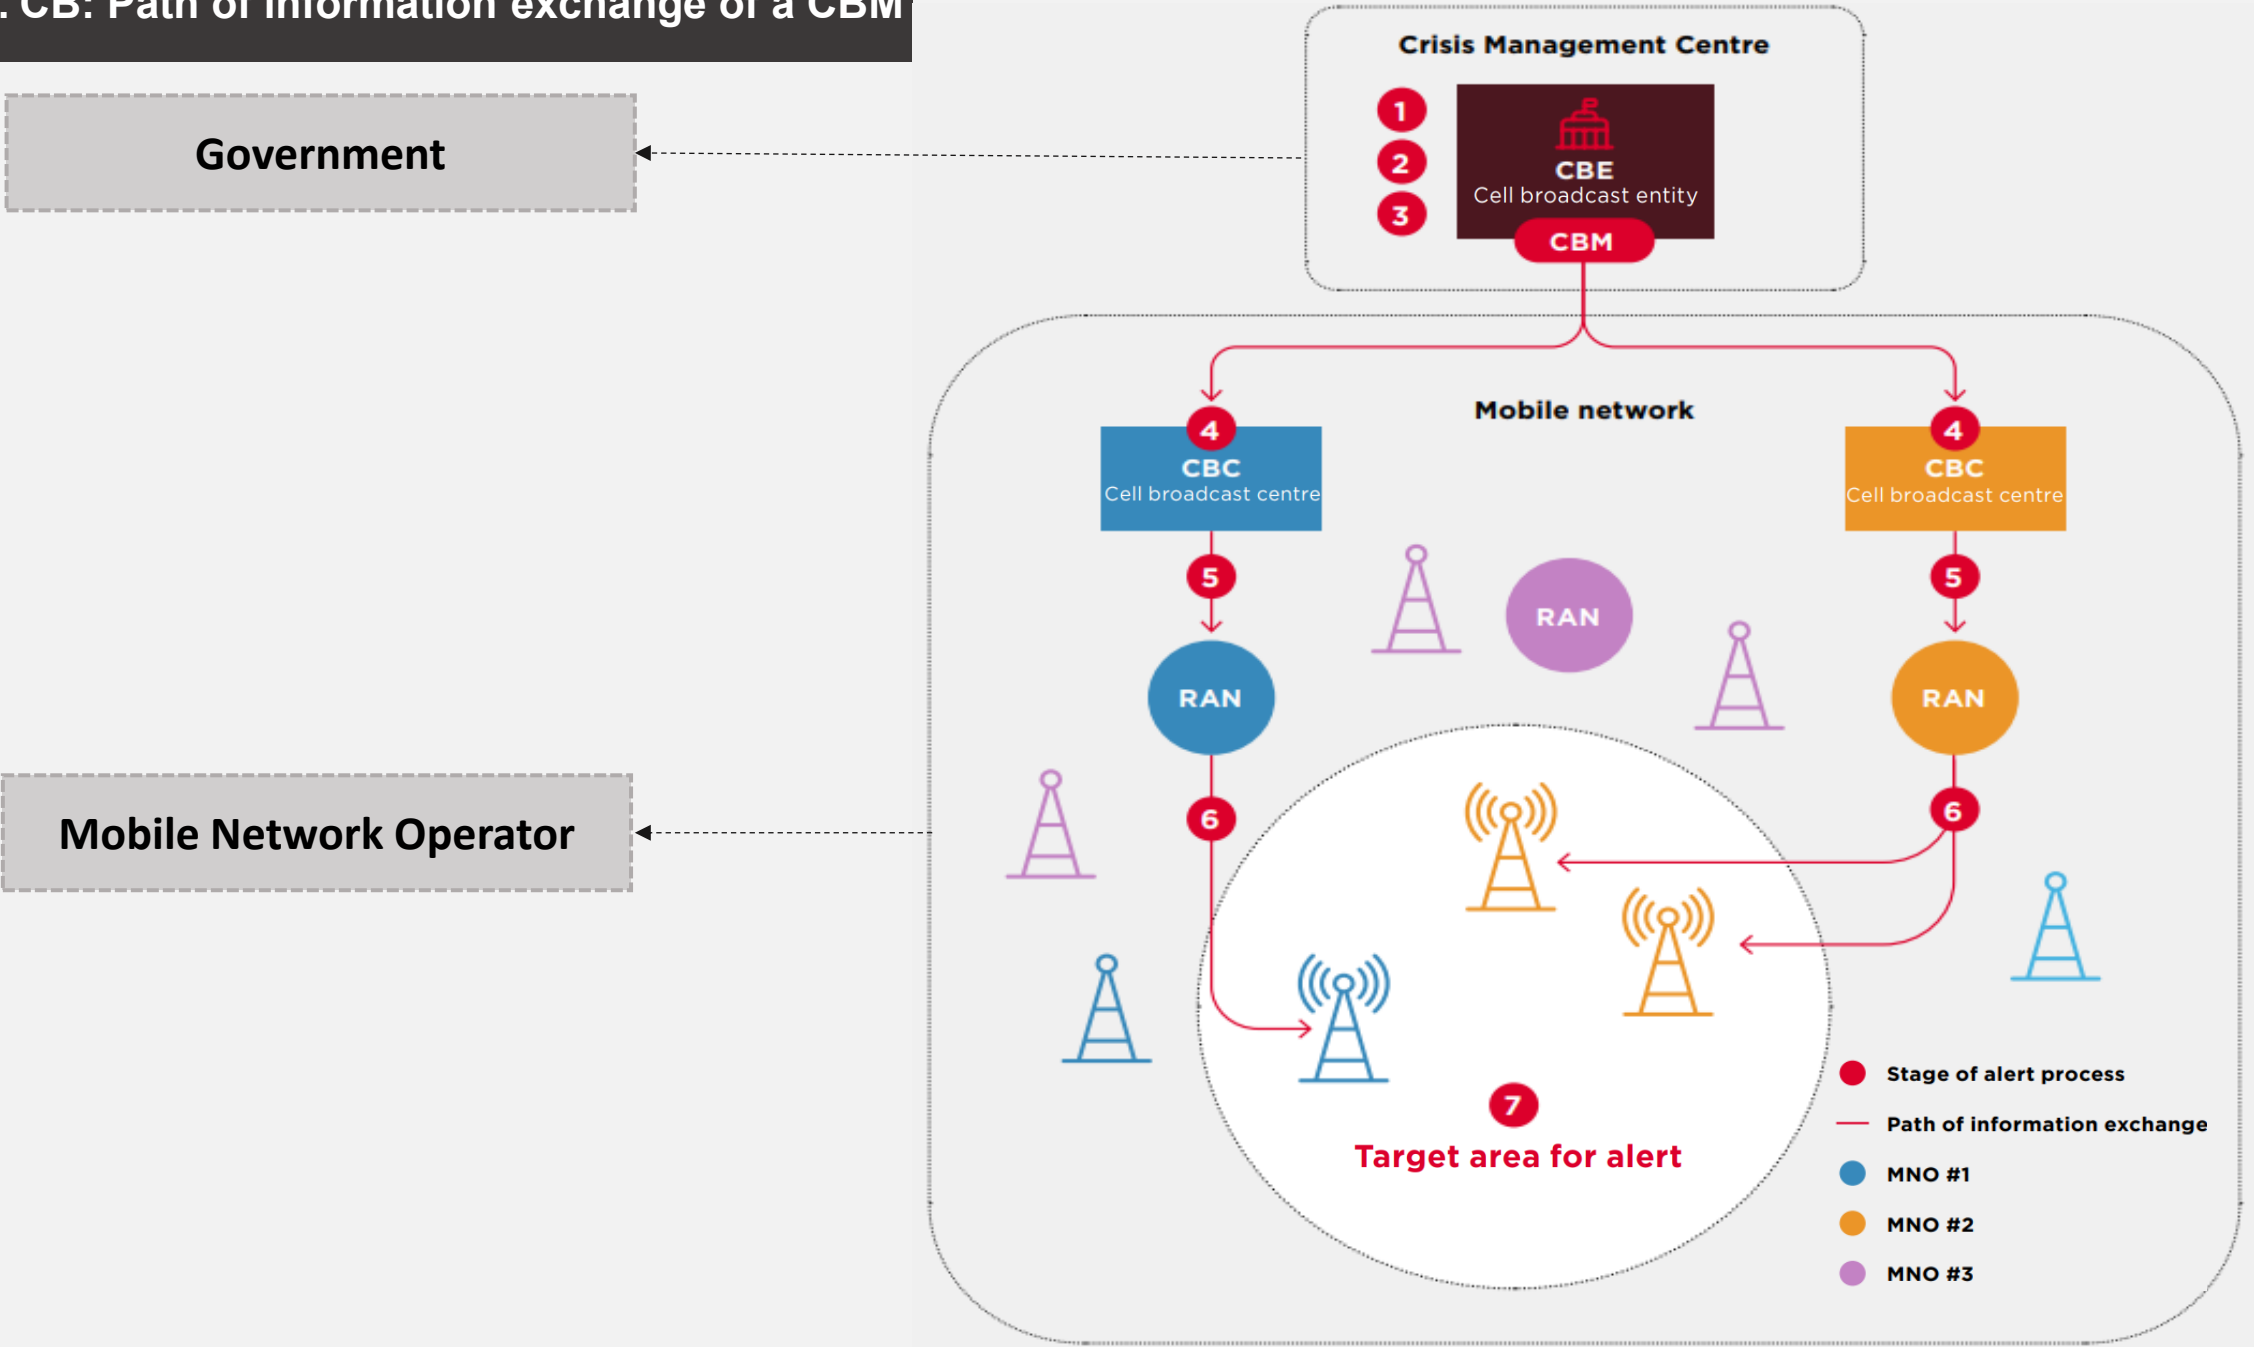 . CB: Path of information exchange of a CBM
Crisis Management Centre
Government
1
2
3
CBE
Cell broadcast entity
CBM
Mobile network
4
CBC
Cell broadcast centre
4
CBC
Cell broadcast centre
5
5
RAN
RAN
RAN
6
6
Mobile Network Operator
7
Target area for alert
Stage of alert process
Path of information exchange
MNO #1
MNO #2
MNO #3